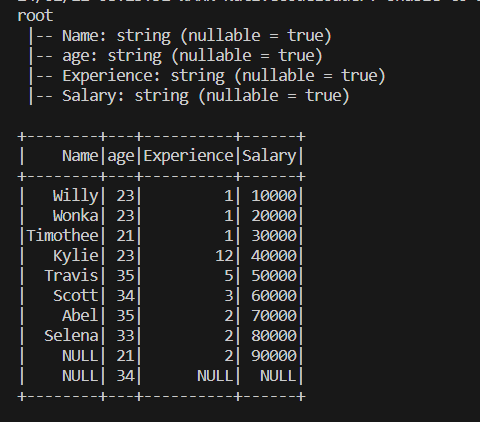 root
 |-- Name: string (nullable = true)
 |-- age: string (nullable = true)
 |-- Experience: string (nullable = true)
 |-- Salary: string (nullable = true)

+--------+---+----------+------+
|    Name|age|Experience|Salary|
+--------+---+----------+------+
|   Willy| 23|         1| 10000|
|   Wonka| 23|         1| 20000|
|Timothee| 21|         1| 30000|
|   Kylie| 23|        12| 40000|
|  Travis| 35|         5| 50000|
|   Scott| 34|         3| 60000|
|    Abel| 35|         2| 70000|
|  Selena| 33|         2| 80000|
|    NULL| 21|         2| 90000|
|    NULL| 34|      NULL|  NULL|
+--------+---+----------+------+